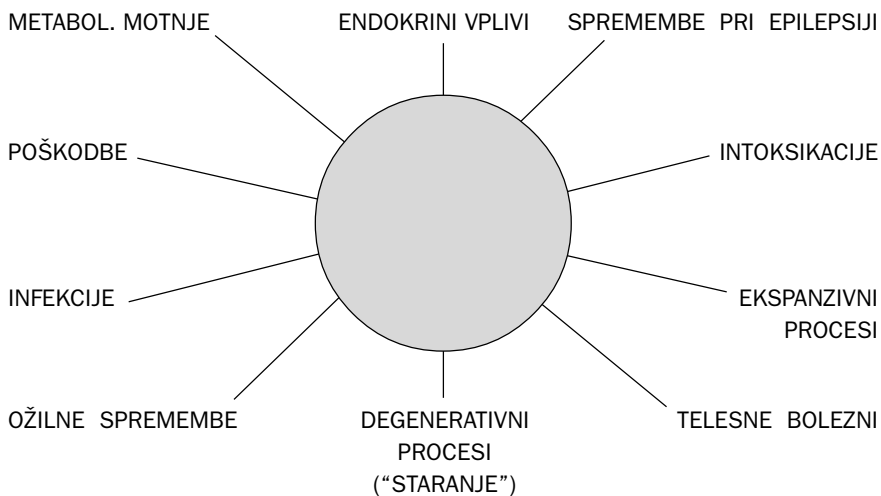 METABOL. MOTNJE
ENDOKRINI VPLIVI
SPREMEMBE PRI EPILEPSIJI
POŠKODBE
INTOKSIKACIJE
INFEKCIJE
EKSPANZIVNI
PROCESI
OŽILNE SPREMEMBE
DEGENERATIVNI
PROCESI
(“STARANJE”)
TELESNE BOLEZNI